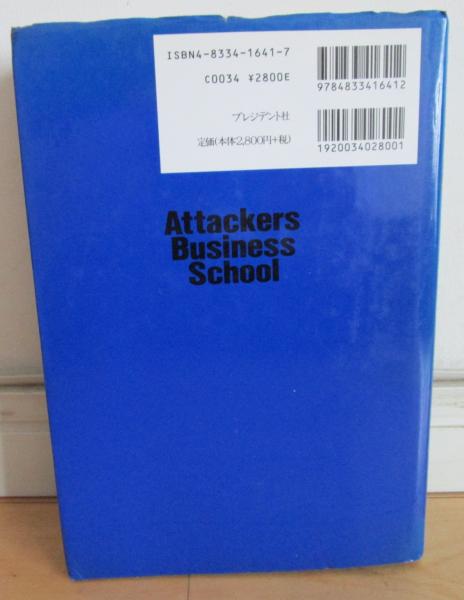 ISBN4-8334-1641-7
C0034 ¥2800E
プレジデント社
定価(本体2,800円+税)
9784833416412
1920034028001
Attackers
Business
School